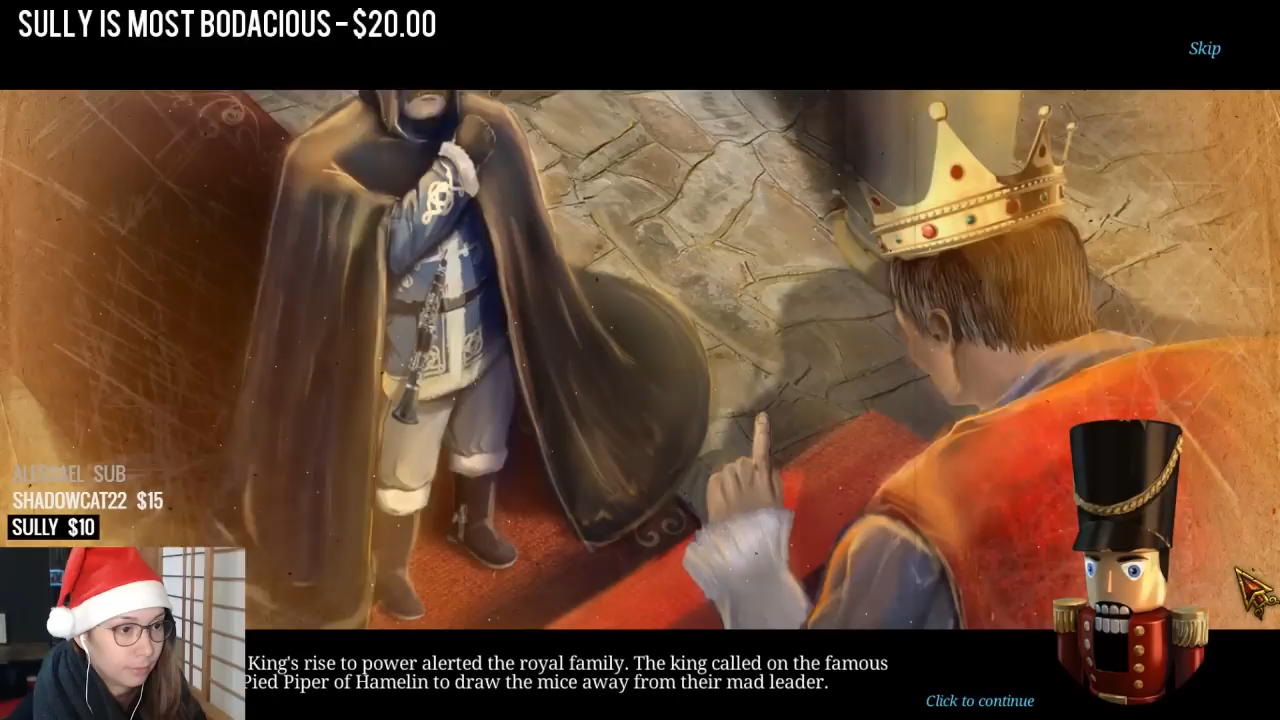 SULLY IS MOST BODACIOUS - $20.00
Skip
ALESDAEL SUB
SHADOWCAT22 $15
SULLY $10
King's rise to power alerted the royal family. The king called on the famous
Pied Piper of Hamelin to draw the mice away from their mad leader.
Click to continue